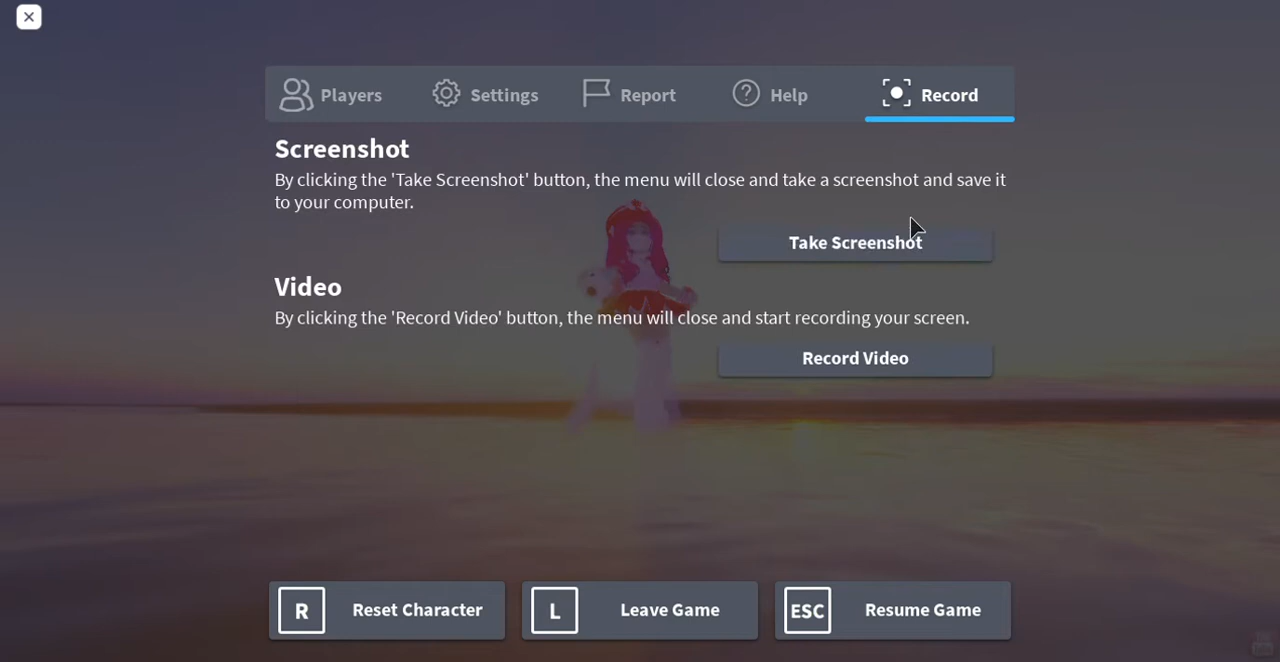 Players
Settings
Report
Help
Record
Screenshot
By clicking the 'Take Screenshot' button, the menu will close and take a screenshot and save it
to your computer.
Take Screenshot
Video
By clicking the 'Record Video' button, the menu will close and start recording your screen.
Record Video
R
Reset Character
L
Leave Game
ESC
Resume Game